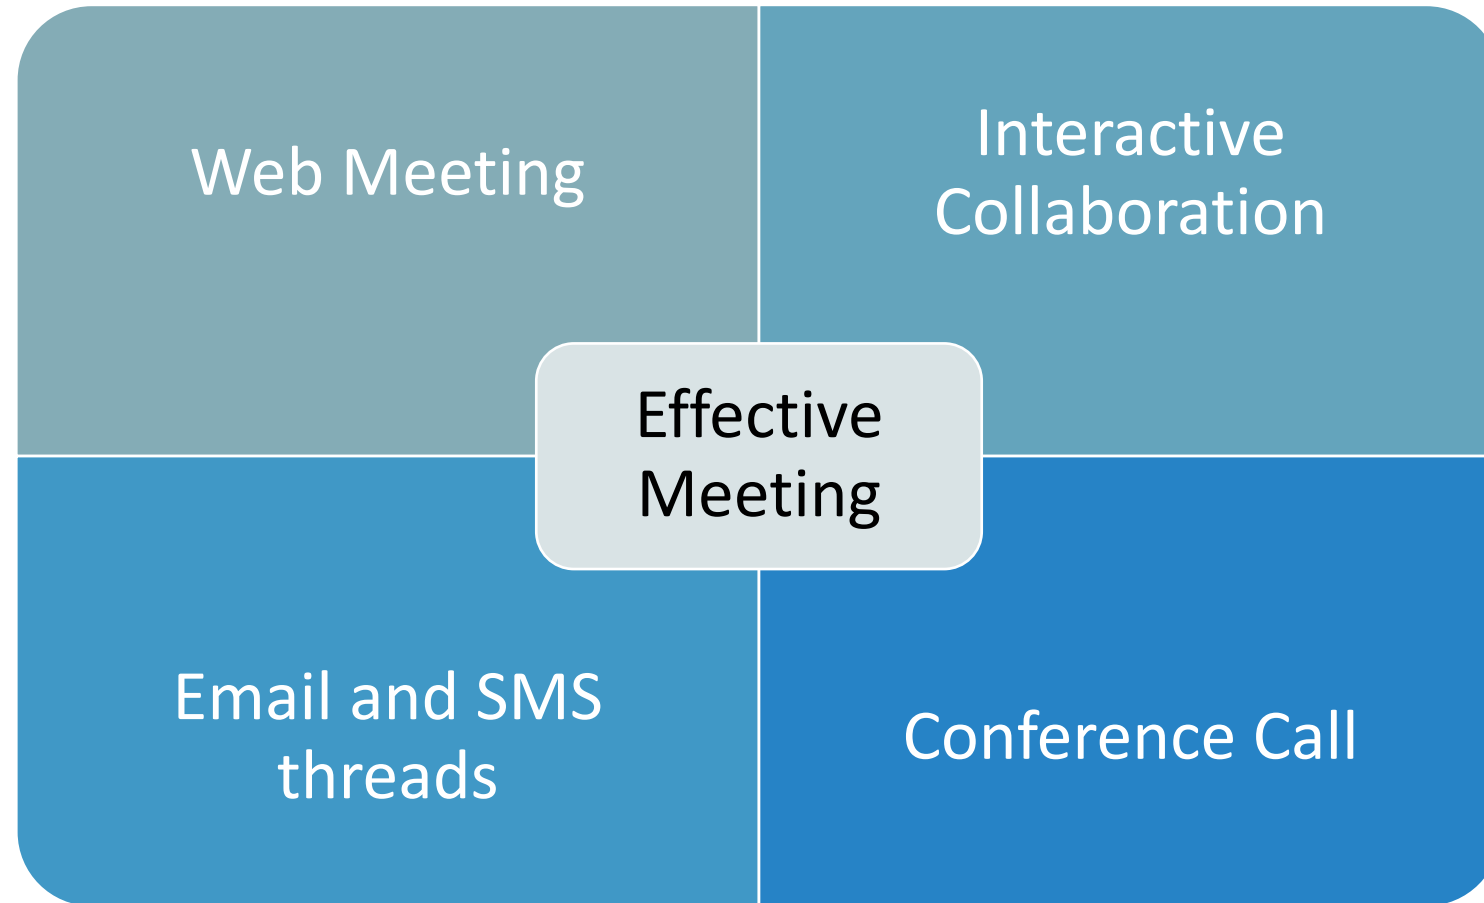 Web Meeting
Interactive
Collaboration
Effective
Meeting
Email and SMS
threads
Conference Call